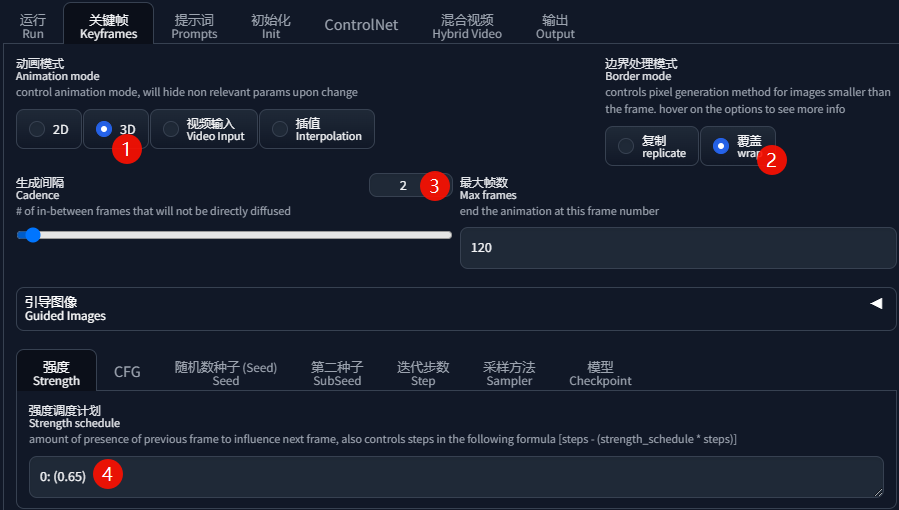 运行
Run
关键帧
Keyframes
提示词
Prompts
初始化
Init
ControlNet
混合视频
Hybrid Video
输出
Output
动画模式
Animation mode
control animation mode, will hide non relevant params upon change
2D
3D
视频输入
Video Input
插值
Interpolation
1
边界处理模式
Border mode
controls pixel generation method for images smaller than
the frame. hover on the options to see more info
复制
replicate
覆盖
wrap
2
生成间隔
Cadence
2
3
# of in-between frames that will not be directly diffused
最大帧数
Max frames
end the animation at this frame number
120
引导图像
Guided Images
强度
Strength
CFG
随机数种子 (Seed)
Seed
第二种子
SubSeed
迭代步数
Step
采样方法
Sampler
模型
Checkpoint
强度调度计划
Strength schedule
amount of presence of previous frame to influence next frame, also controls steps in the following formula [steps - (strength_schedule * steps)]
0: (0.65)
4